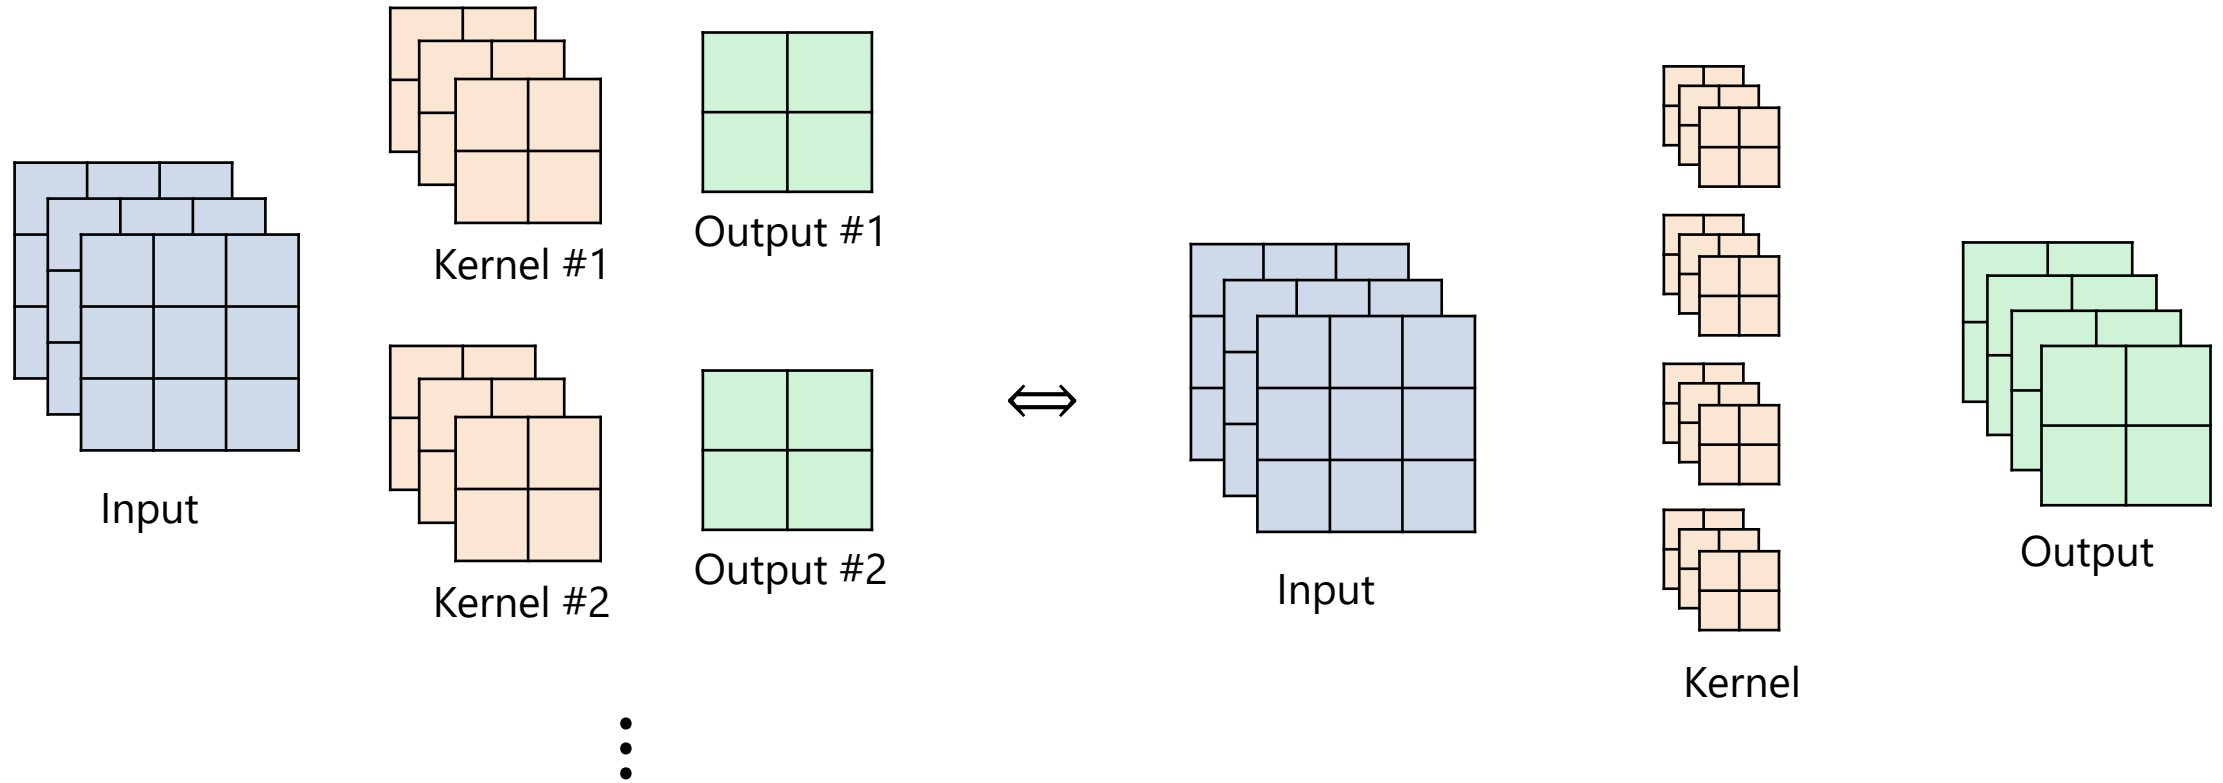 Input
Kernel #1
Output #1
Kernel #2
Output #2
⋮
⇔
Input
Kernel
Output